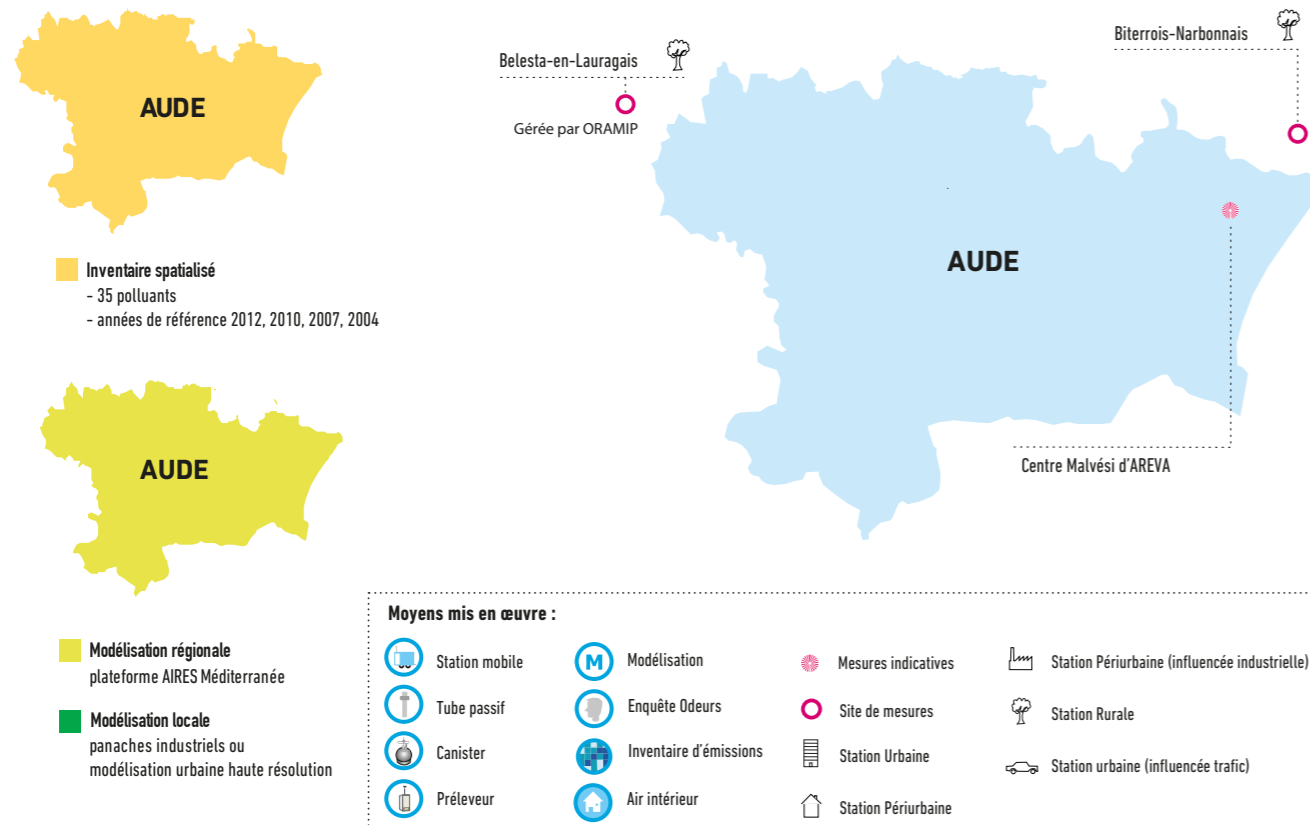 AUDE
Inventaire spatialisé
- 35 polluants
- années de référence 2012, 2010, 2007, 2004
AUDE
Modélisation régionale
plateforme AIRES Méditerranée
Modélisation locale
panaches industriels ou
modélisation urbaine haute résolution
Belesta-en-Lauragais
Gérée par ORAMIP
Biterrois-Narbonnais
AUDE
Centre Malvési d'AREVA
Moyens mis en œuvre :
Station mobile
Tube passif
Canister
Préleveur
M
Modélisation
Enquête Odeurs
Inventaire d'émissions
Air intérieur
Mesures indicatives
Site de mesures
Station Urbaine
Station Périurbaine
Station Périurbaine (influencée industrielle)
Station Rurale
Station urbaine (influencée trafic)